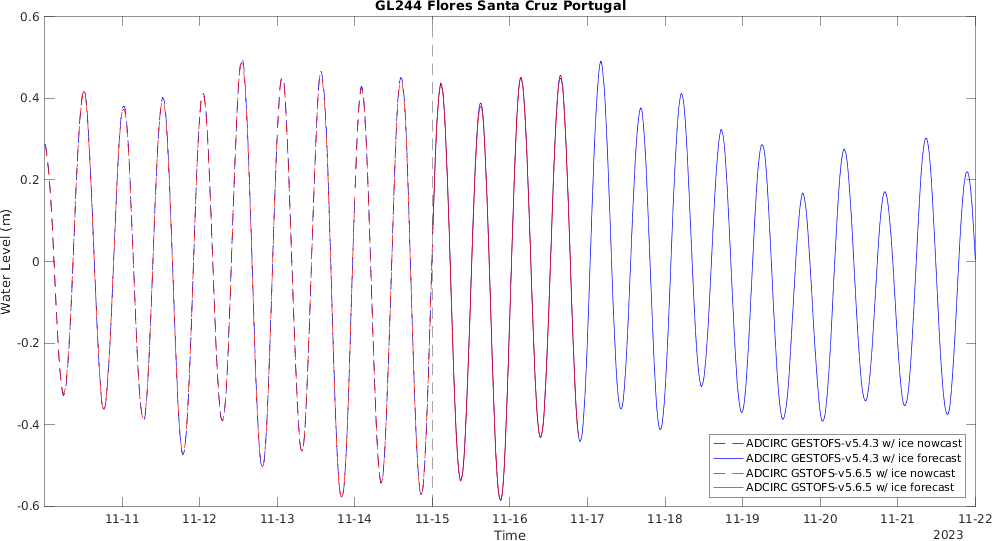 GL244 Flores Santa Cruz Portugal
0.6
0.4
0.2
0
-0.2
-0.4
-0.6
Water Level (m)
ADCIRC GESTOFS-v5.4.3 w/ ice nowcast
ADCIRC GESTOFS-v5.4.3 w/ ice forecast
ADCIRC GSTOFS-v5.6.5 w/ ice nowcast
ADCIRC GSTOFS-v5.6.5 w/ ice forecast
11-11 11-12 11-13 11-14 11-15 11-16 11-17 11-18 11-19 11-20 11-21 11-22
Time
2023